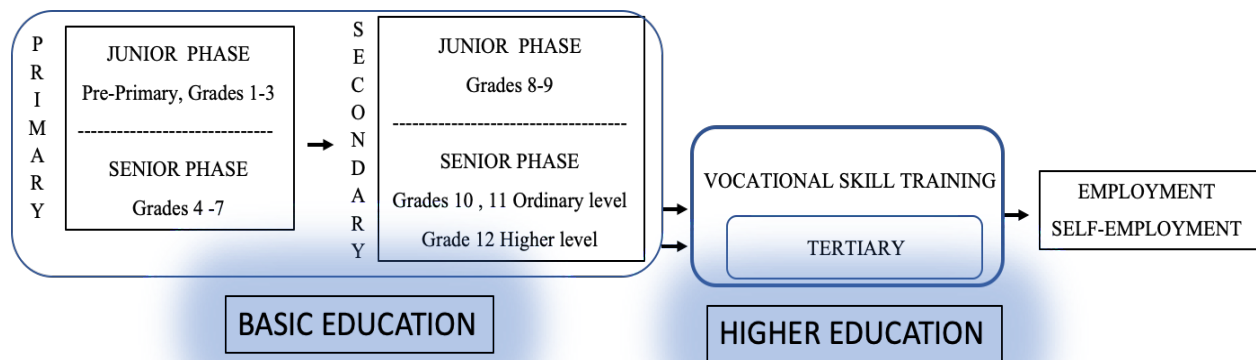 PRIMARY
JUNIOR PHASE
Pre-Primary, Grades 1-3
-----------------------------
SENIOR PHASE
Grades 4 -7
SECONDARY
JUNIOR PHASE
Grades 8-9
------------------------------------
SENIOR PHASE
Grades 10 , 11 Ordinary level
Grade 12 Higher level
VOCATIONAL SKILL TRAINING
TERTIARY
EMPLOYMENT
SELF-EMPLOYMENT
BASIC EDUCATION
HIGHER EDUCATION